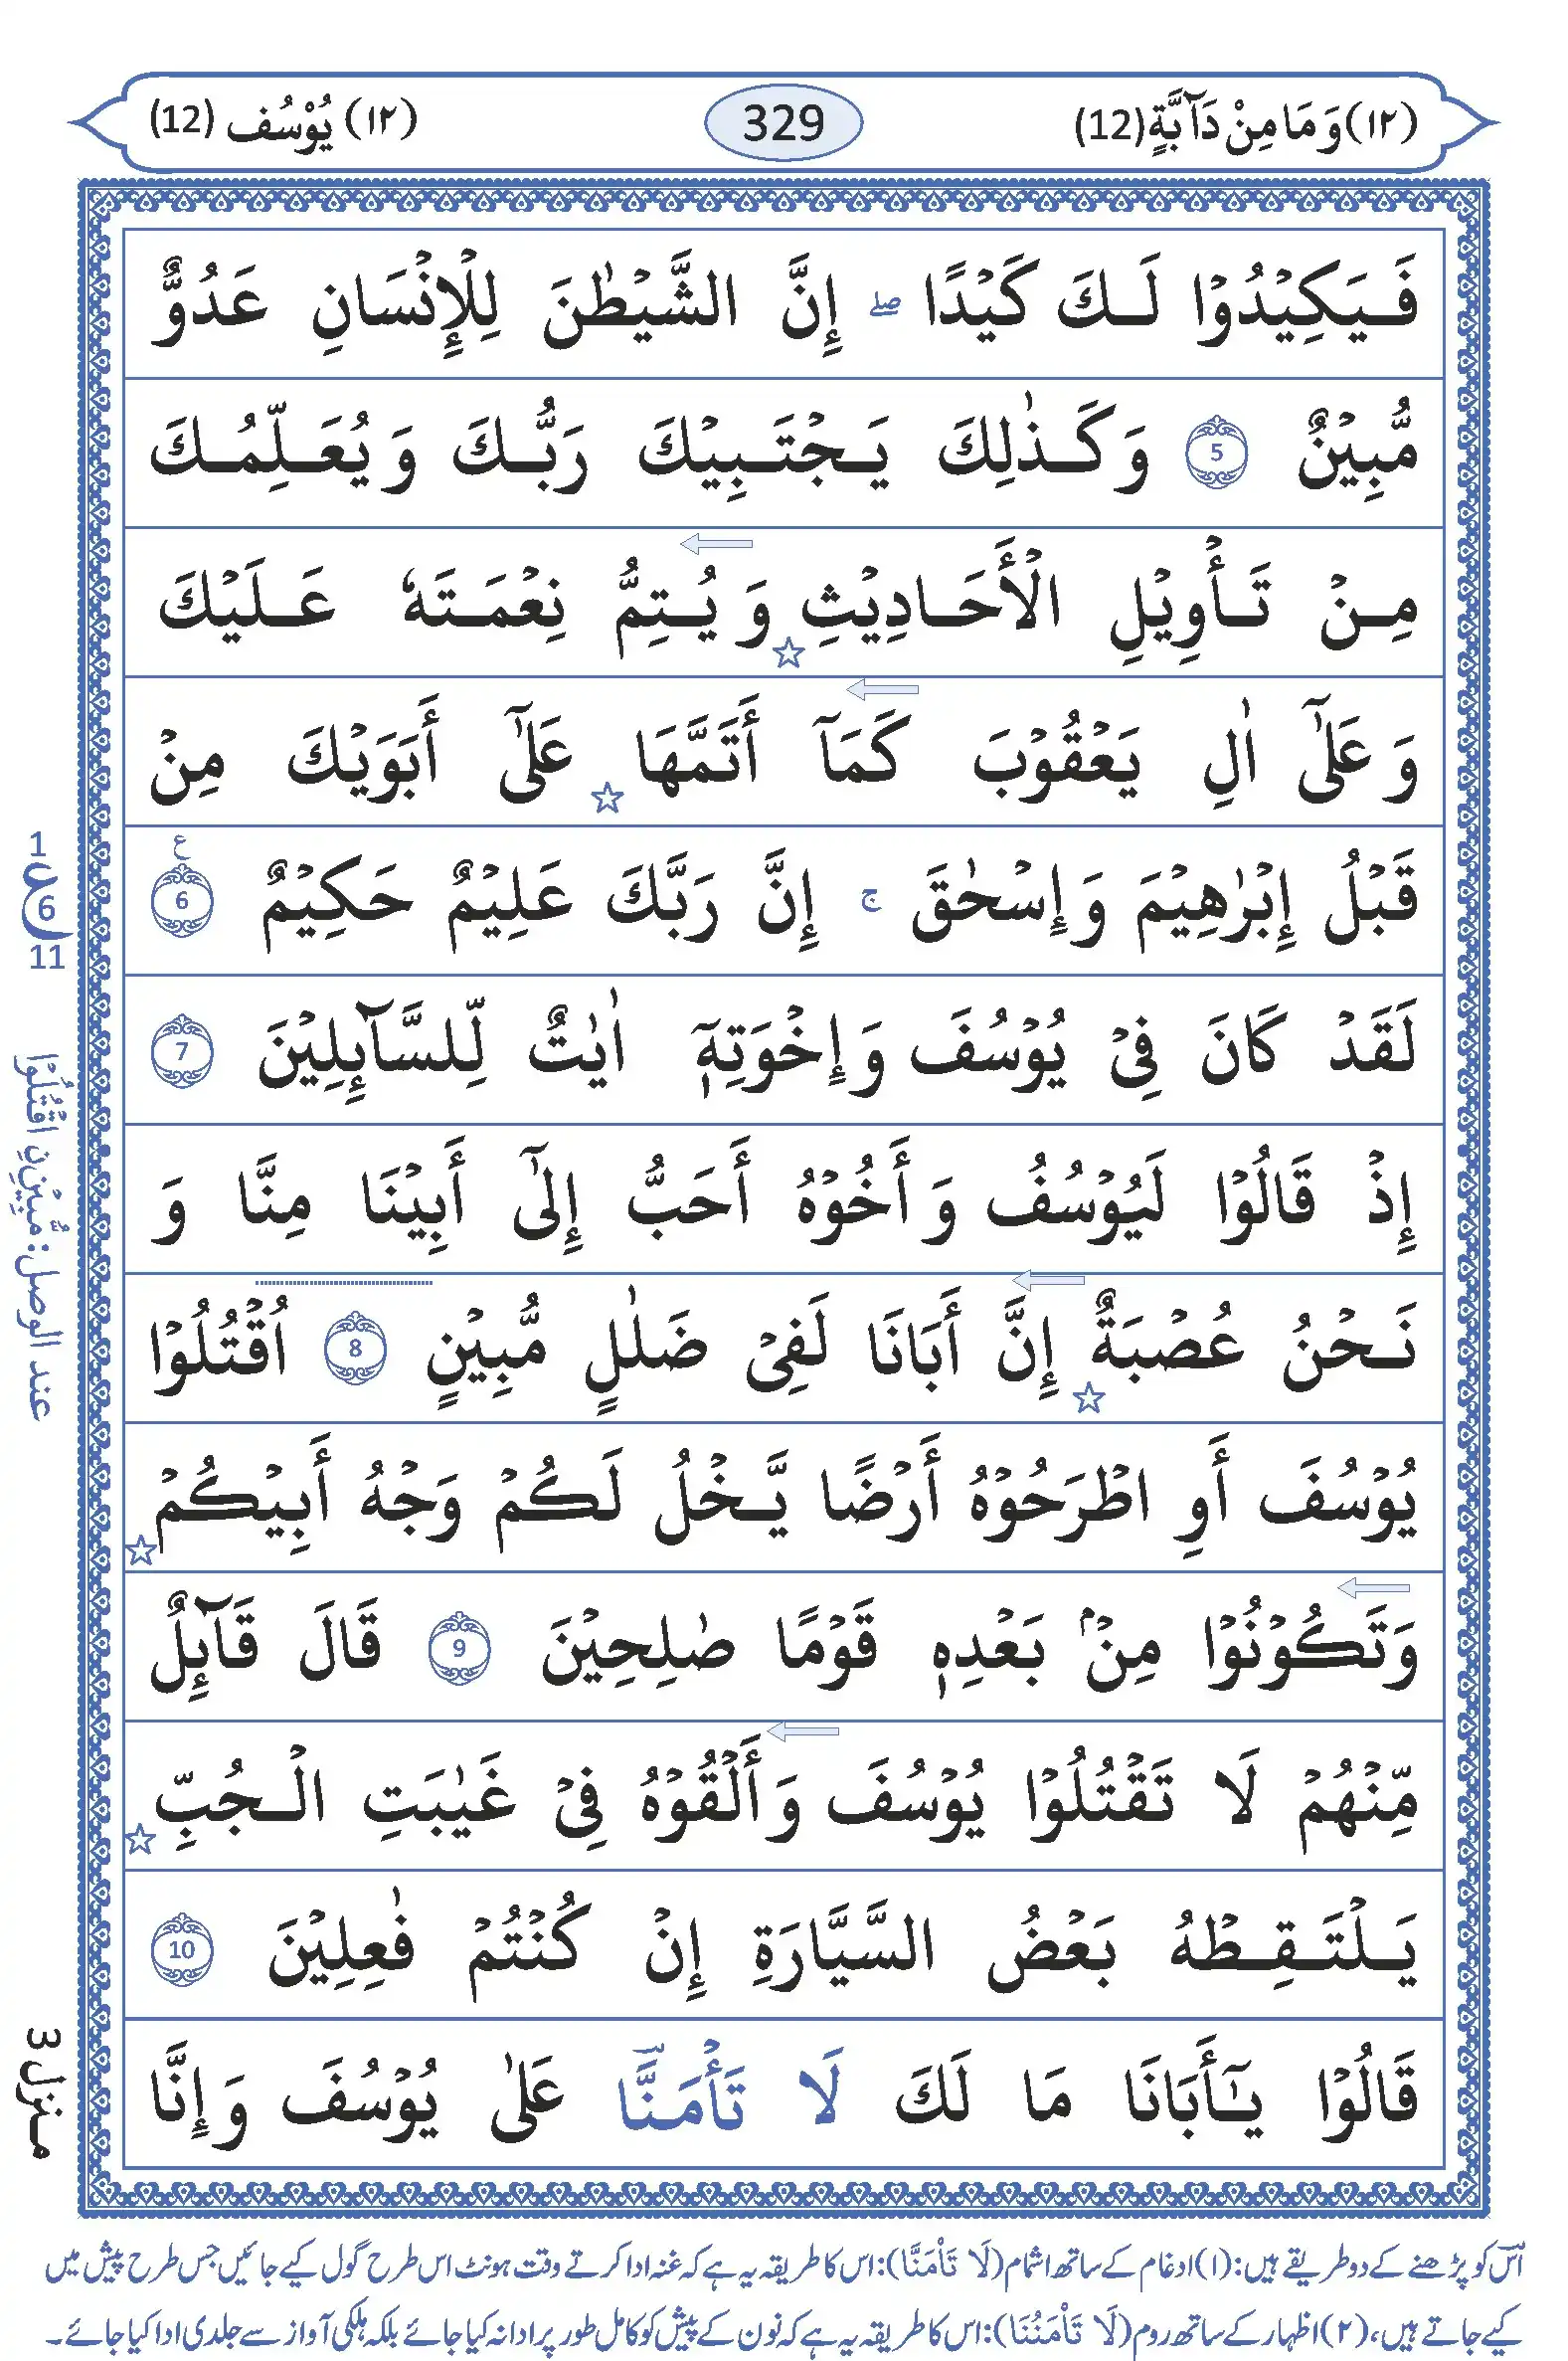 (١٢) وَمَا مِنْ دَآبَّةٍ (12) 329 (١٢) يُوْسُف (12)
فَيَكِيْدُوْا لَكَ كَيْدًا ۖ إِنَّ الشَّيْطٰنَ لِلْإِنْسَانِ عَدُوٌّ
مُّبِيْنٌ 5 وَكَذٰلِكَ يَجْتَبِيْكَ رَبُّكَ وَيُعَلِّمُكَ
مِنْ تَأْوِيْلِ الْأَحَادِيْثِ ☆ وَيُتِمُّ نِعْمَتَهٗ عَلَيْكَ
وَعَلٰٓى اٰلِ يَعْقُوْبَ كَمَآ أَتَمَّهَا ☆ عَلٰٓى أَبَوَيْكَ مِنْ
قَبْلُ إِبْرٰهِيْمَ وَإِسْحٰقَ ۚ إِنَّ رَبَّكَ عَلِيْمٌ حَكِيْمٌ 6 ع
لَقَدْ كَانَ فِيْ يُوْسُفَ وَإِخْوَتِهٖٓ اٰيٰتٌ لِّلسَّآئِلِيْنَ 7
إِذْ قَالُوْا لَيُوْسُفُ وَأَخُوْهُ أَحَبُّ إِلٰٓى أَبِيْنَا مِنَّا وَ
نَحْنُ عُصْبَةٌ ☆ إِنَّ أَبَانَا لَفِيْ ضَلٰلٍ مُّبِيْنٍ 8 اُقْتُلُوْا
يُوْسُفَ أَوِ اطْرَحُوْهُ أَرْضًا يَّخْلُ لَكُمْ وَجْهُ أَبِيْكُمْ ☆
وَتَكُوْنُوْا مِنْۢ بَعْدِهٖ قَوْمًا صٰلِحِيْنَ 9 قَالَ قَآئِلٌ
مِّنْهُمْ لَا تَقْتُلُوْا يُوْسُفَ وَأَلْقُوْهُ فِيْ غَيٰبَتِ الْجُبِّ ☆
يَلْتَقِطْهُ بَعْضُ السَّيَّارَةِ إِنْ كُنْتُمْ فٰعِلِيْنَ 10
قَالُوْا يٰٓأَبَانَا مَا لَكَ لَا تَأْمَ۬نَّا عَلٰى يُوْسُفَ وَإِنَّا
1
ع 6
11
عند الوصل: مُّبِيْنِ نِ اقْتُلُوْا
منزل 3
اس کو پڑھنے کے دو طریقے ہیں: (۱) ادغام کے ساتھ اشمام (لَا تَأْمَنَّا): اس کا طریقہ یہ ہے کہ غنہ ادا کرتے وقت ہونٹ اس طرح گول کیے جائیں جس طرح پیش میں
کیے جاتے ہیں، (۲) اظہار کے ساتھ روم (لَا تَأْمَنُنَا): اس کا طریقہ یہ ہے کہ نون کے پیش کو کامل طور پر ادا نہ کیا جائے بلکہ ہلکی آواز سے جلدی ادا کیا جائے۔